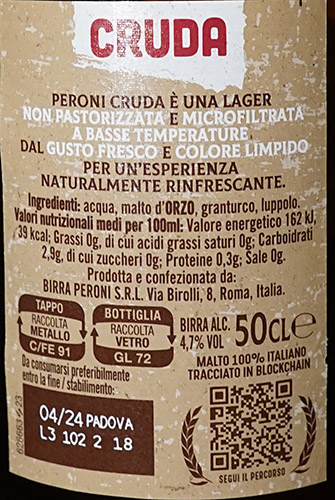 CRUDA
PERONI CRUDA È UNA LAGER
NON PASTORIZZATA E MICROFILTRATA
A BASSE TEMPERATURE,
DAL GUSTO FRESCO E COLORE LIMPIDO
PER UN'ESPERIENZA
NATURALMENTE RINFRESCANTE.
Ingredienti: acqua, malto d'ORZO, granturco, luppolo.
Valori nutrizionali medi per 100ml: Valore energetico 162 kJ,
39 kcal; Grassi 0g, di cui acidi grassi saturi 0g; Carboidrati
2,9g, di cui zuccheri 0g; Proteine 0,3g; Sale 0g.
Prodotta e confezionata da:
BIRRA PERONI S.R.L. Via Birolli, 8, Roma, Italia.
TAPPO
RACCOLTA
METALLO
C/FE 91
BOTTIGLIA
RACCOLTA
VETRO
GL 72
BIRRA ALC.
4,7% VOL
50CLe
MALTO 100% ITALIANO
TRACCIATO IN BLOCKCHAIN
Da consumarsi preferibilmente
entro la fine / stabilimento:
04/24 PADOVA
L3 102 2 18
SEGUI IL PERCORSO